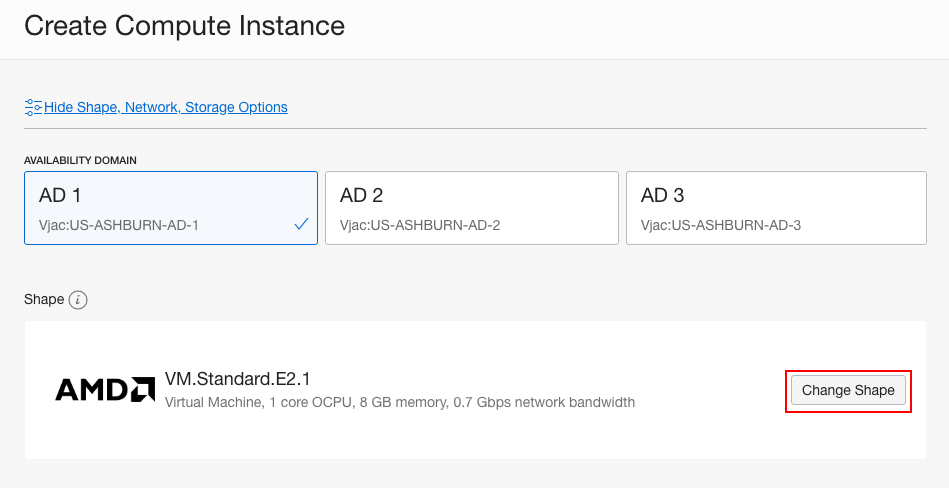 Create Compute Instance
Hide Shape, Network, Storage Options
AVAILABILITY DOMAIN
AD 1
Vjac:US-ASHBURN-AD-1
AD 2
Vjac:US-ASHBURN-AD-2
AD 3
Vjac:US-ASHBURN-AD-3
Shape i
AMD
VM.Standard.E2.1
Virtual Machine, 1 core OCPU, 8 GB memory, 0.7 Gbps network bandwidth
Change Shape